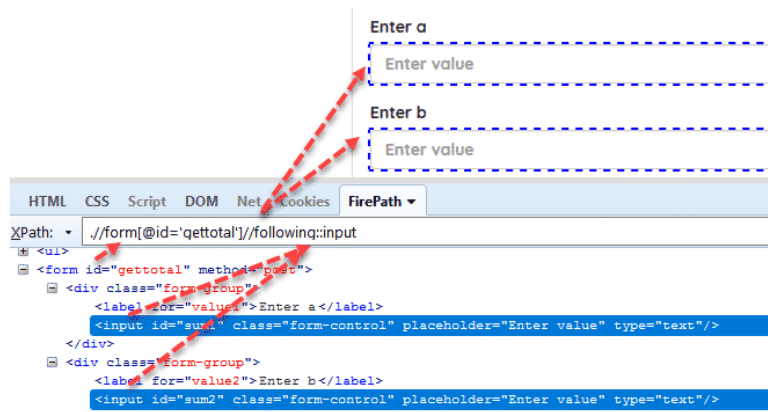 Enter a
Enter value
Enter b
Enter value
HTML CSS Script DOM Net Cookies FirePath
XPath: .//form[@id='gettotal']//following::input
<ul>
<form id="gettotal" method="post">
<div class="form-group">
<label for="value1">Enter a</label>
<input id="sum1" class="form-control" placeholder="Enter value" type="text"/>
</div>
<div class="form-group">
<label for="value2">Enter b</label>
<input id="sum2" class="form-control" placeholder="Enter value" type="text"/>